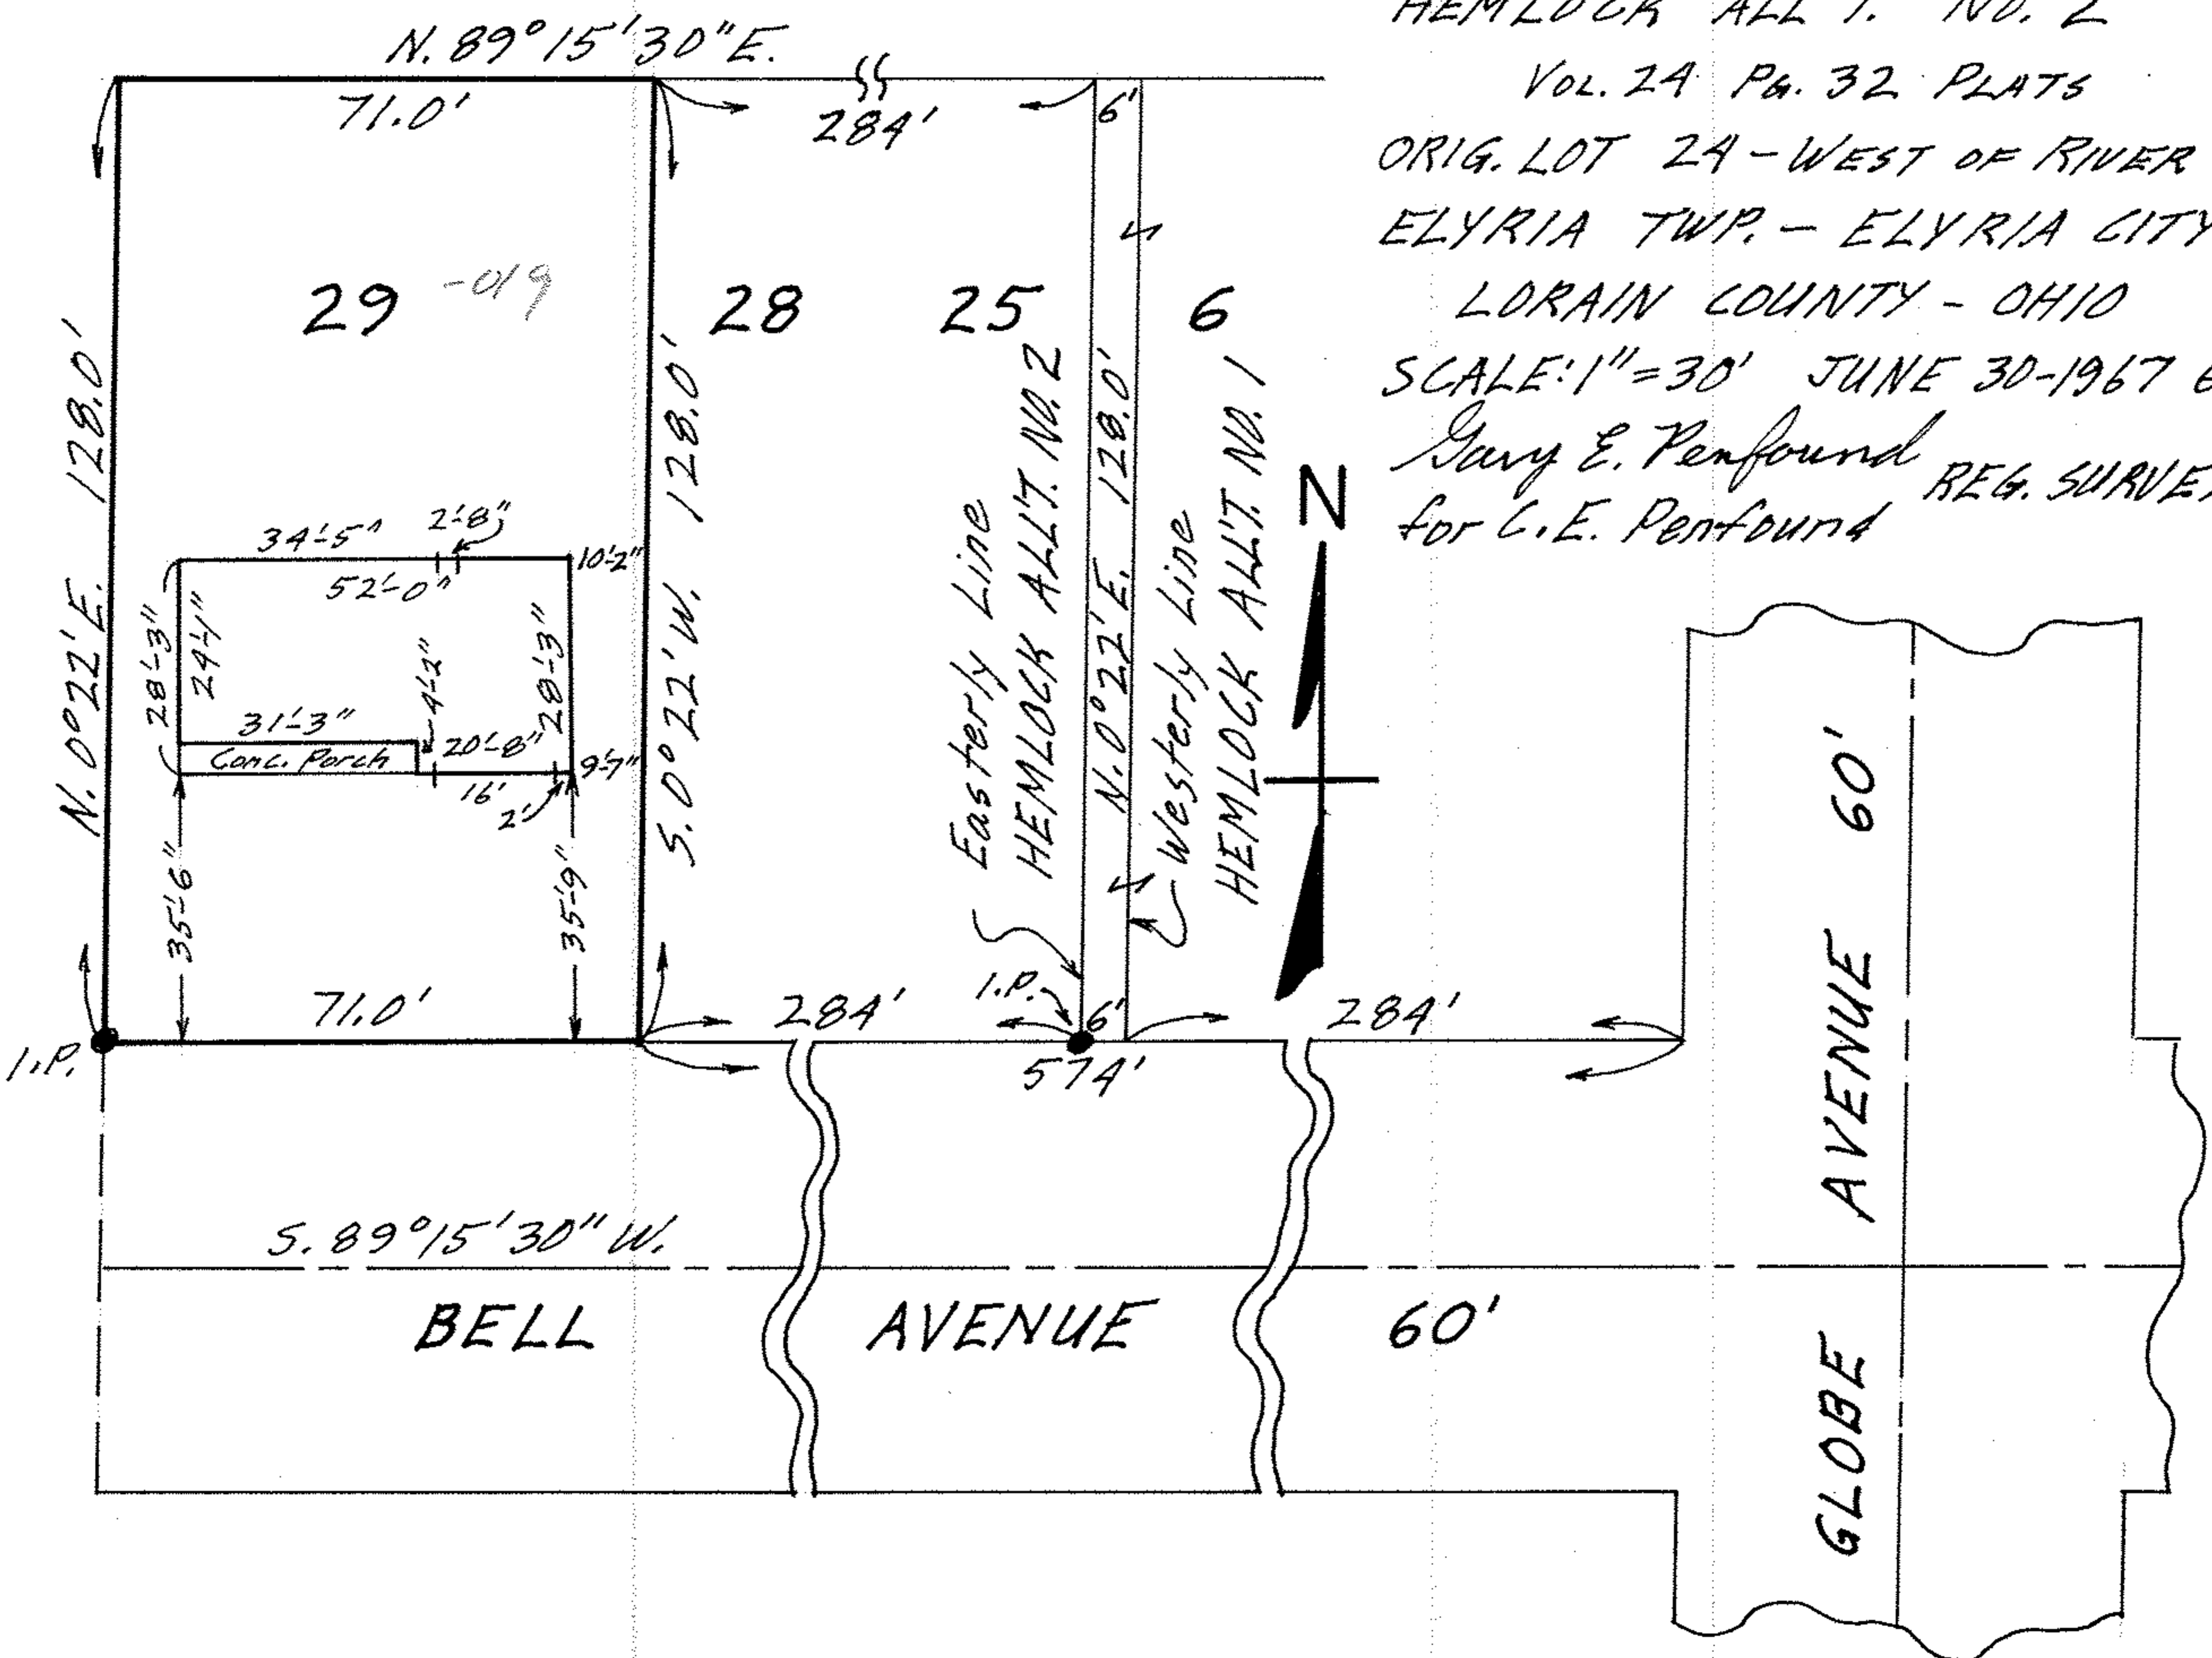 HEMLOCK ALL'T. NO. 2
VOL. 24 PG. 32 PLATS
ORIG. LOT 24 - WEST OF RIVER
ELYRIA TWP. - ELYRIA CITY
LORAIN COUNTY - OHIO
SCALE: 1"=30' JUNE 30-1967
Gary E. Penfound
for C.E. Penfound
REG. SURVEY
N. 89°15'30"E.
71.0'
284'
6'
29
-019
28
25
6
N. 0°22'E. 128.0'
S. 0°22'W. 128.0'
Easterly Line
HEMLOCK ALL'T. NO. 2
N. 0°22'E. 128.0'
Westerly Line
HEMLOCK ALL'T. NO. 1
N
34'-5"
2'-8"
10'-2"
52'-0"
28'-3"
24'-1"
4'-2"
28'-3"
31'-3"
20'-8"
Conc. Porch
9'-7"
16'
2'
35'-6"
35'-9"
71.0'
284'
I.P.
6'
284'
I.P.
574'
S. 89°15'30"W.
BELL AVENUE 60'
GLOBE AVENUE 60'